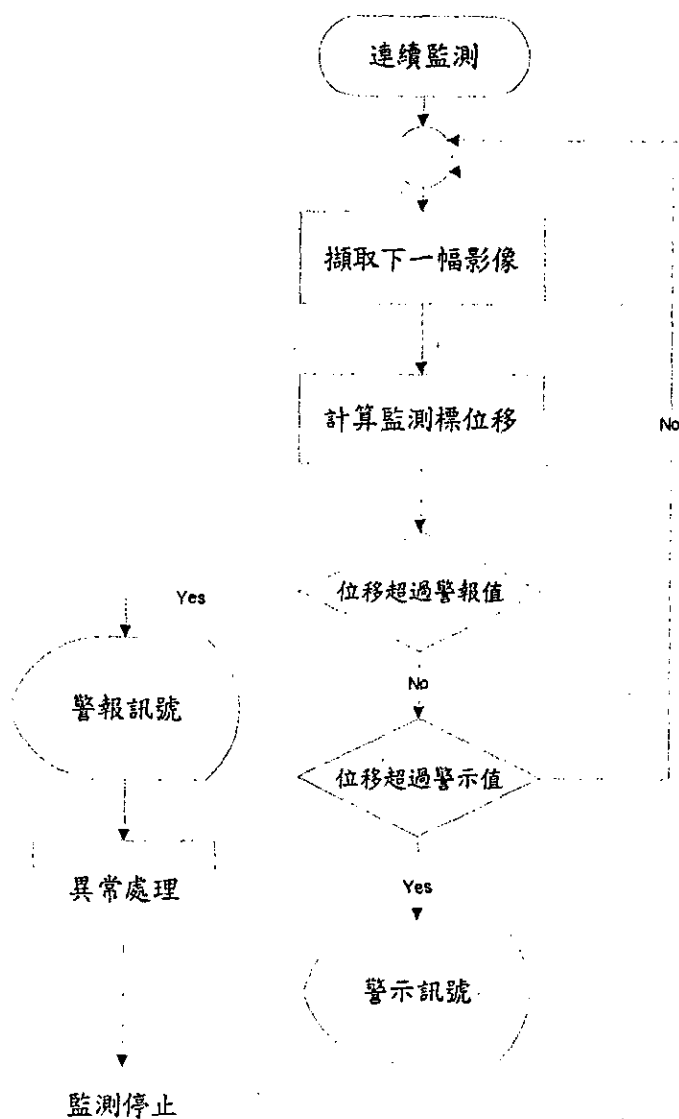 連續監測
擷取下一幅影像
計算監測標位移
No
位移超過警報值
Yes
No
警報訊號
位移超過警示值
異常處理
Yes
警示訊號
監測停止